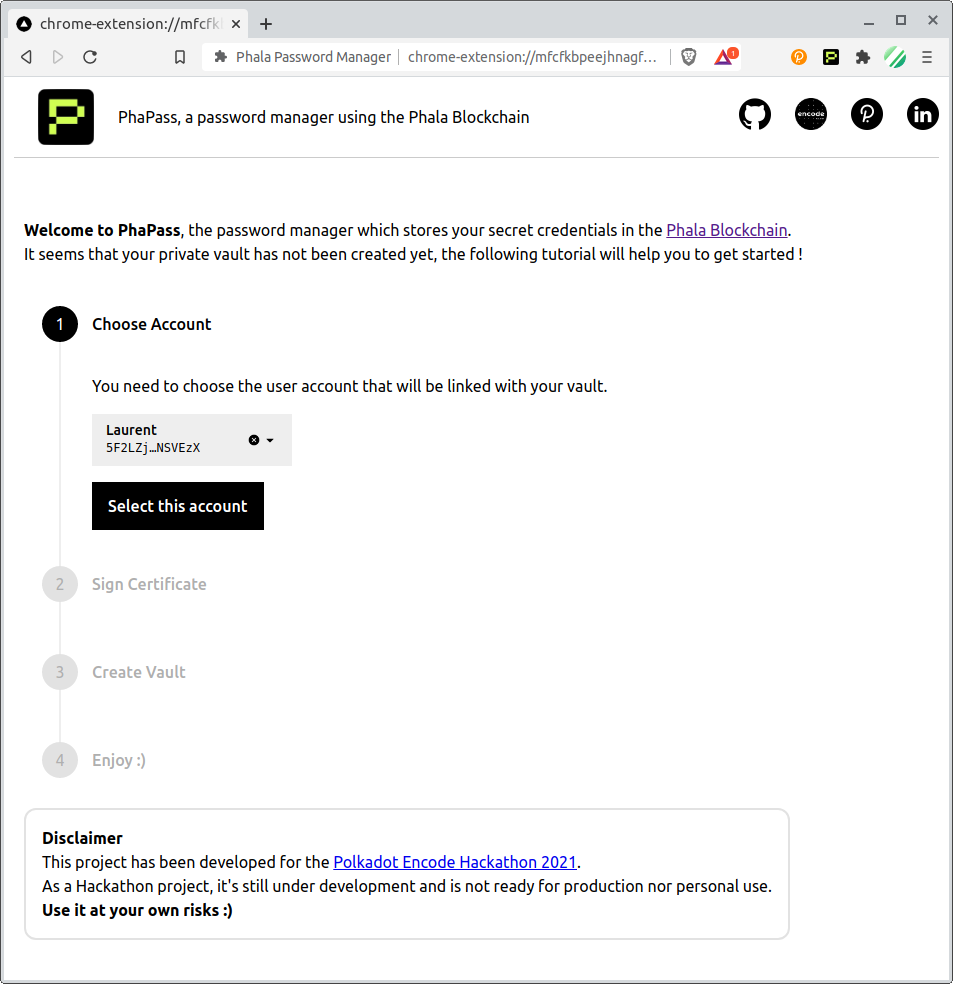 chrome-extension://mfcfk
Phala Password Manager
chrome-extension://mfcfkbpeejhnagf…
1
PhaPass, a password manager using the Phala Blockchain
encode
in
Welcome to PhaPass, the password manager which stores your secret credentials in the Phala Blockchain.
It seems that your private vault has not been created yet, the following tutorial will help you to get started !
1 Choose Account
You need to choose the user account that will be linked with your vault.
Laurent
5F2LZj…NSVEzX
Select this account
2 Sign Certificate
3 Create Vault
4 Enjoy :)
Disclaimer
This project has been developed for the Polkadot Encode Hackathon 2021.
As a Hackathon project, it's still under development and is not ready for production nor personal use.
Use it at your own risks :)